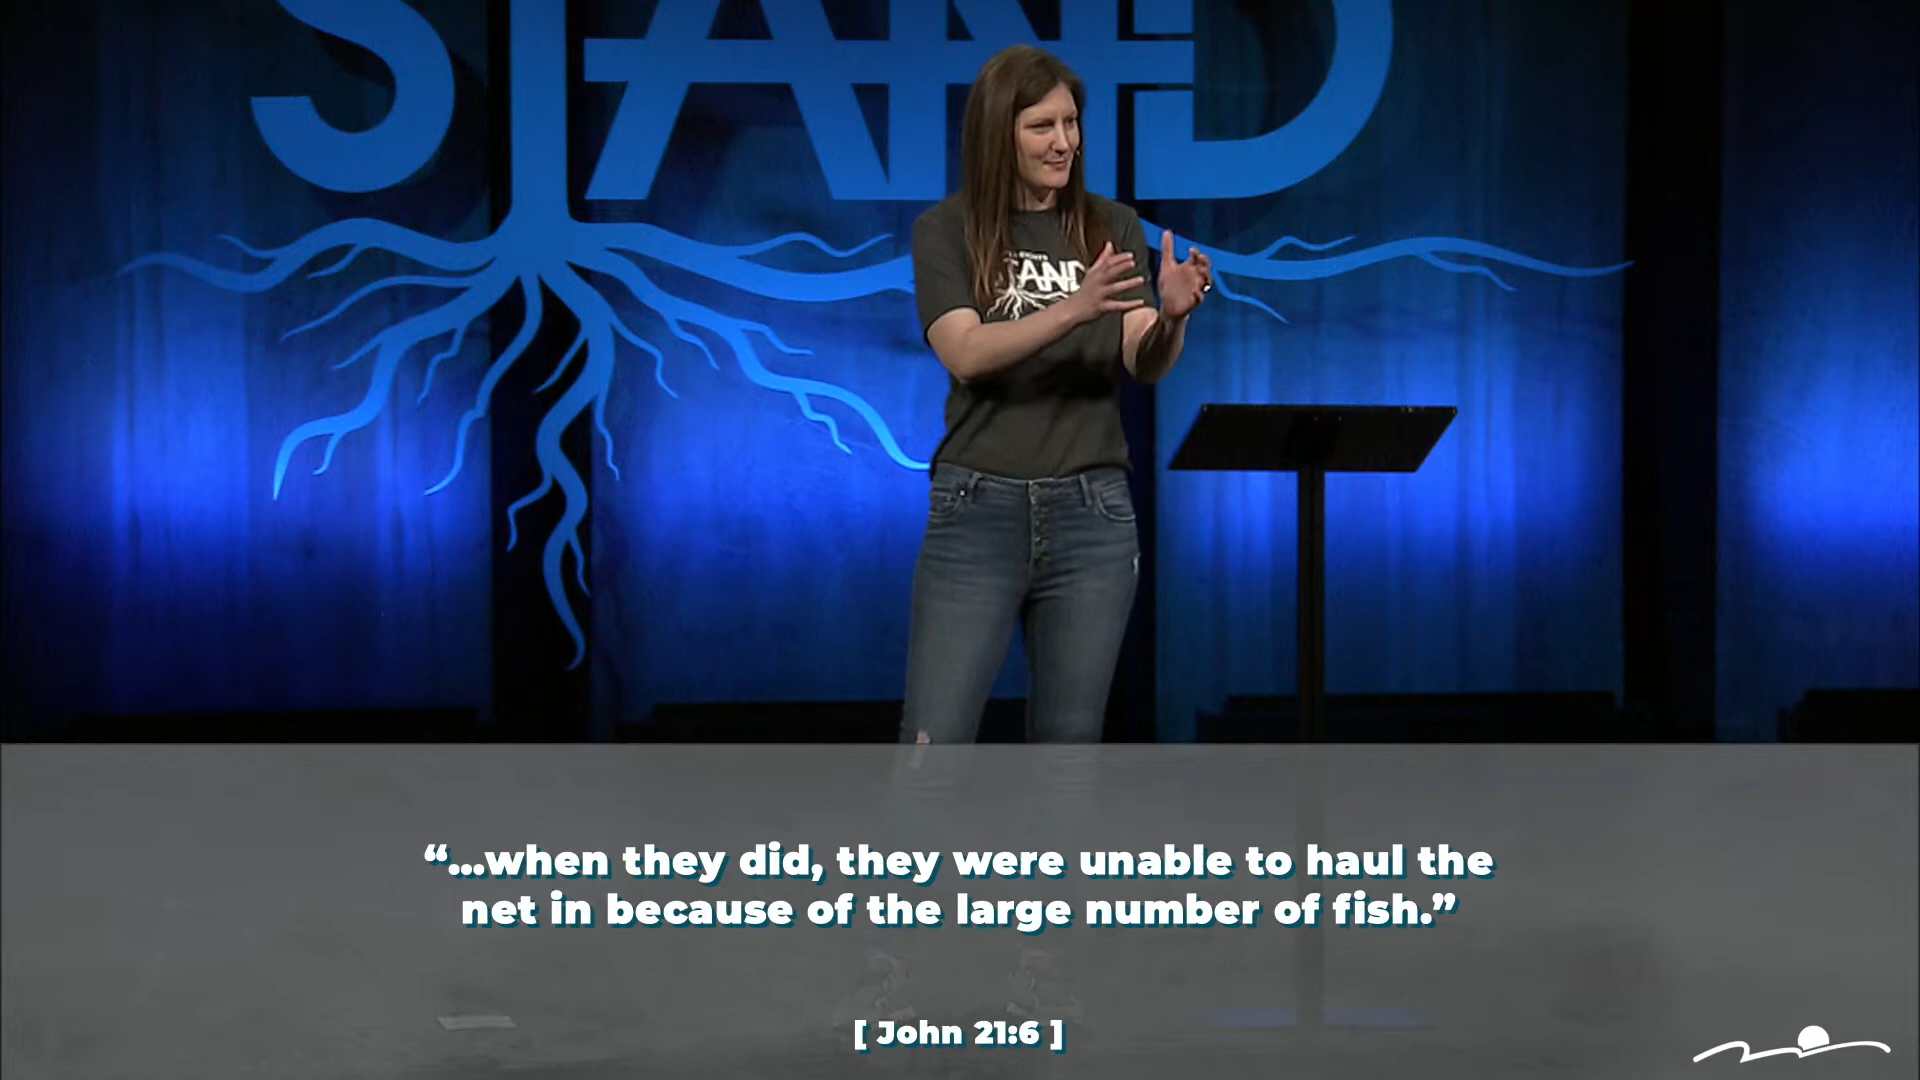 STAND
TAND
“...when they did, they were unable to haul the
net in because of the large number of fish.”
[ John 21:6 ]